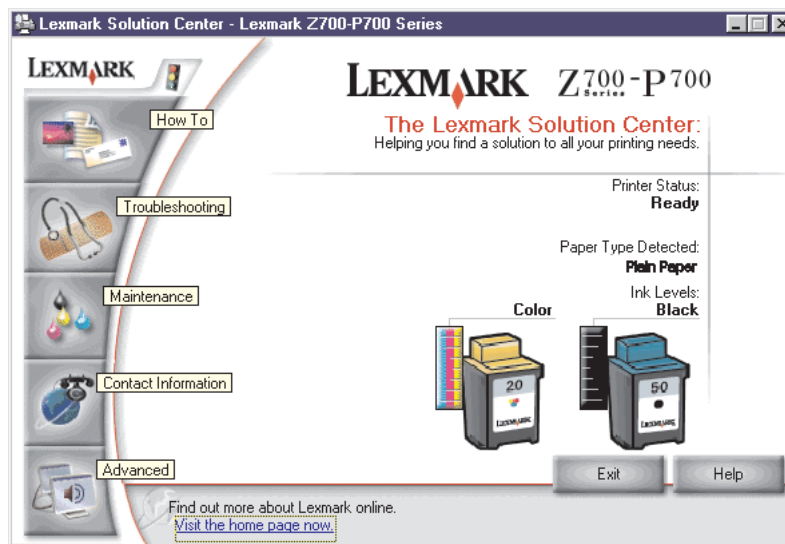 Lexmark Solution Center - Lexmark Z700-P700 Series
LEXMARK
LEXMARK Z700-P700
Series
The Lexmark Solution Center:
Helping you find a solution to all your printing needs.
How To
Troubleshooting
Maintenance
Contact Information
Advanced
Printer Status:
Ready
Paper Type Detected:
Plain Paper
Ink Levels:
Color Black
20 50
LEXMARK LEXMARK
Exit Help
Find out more about Lexmark online.
Visit the home page now.